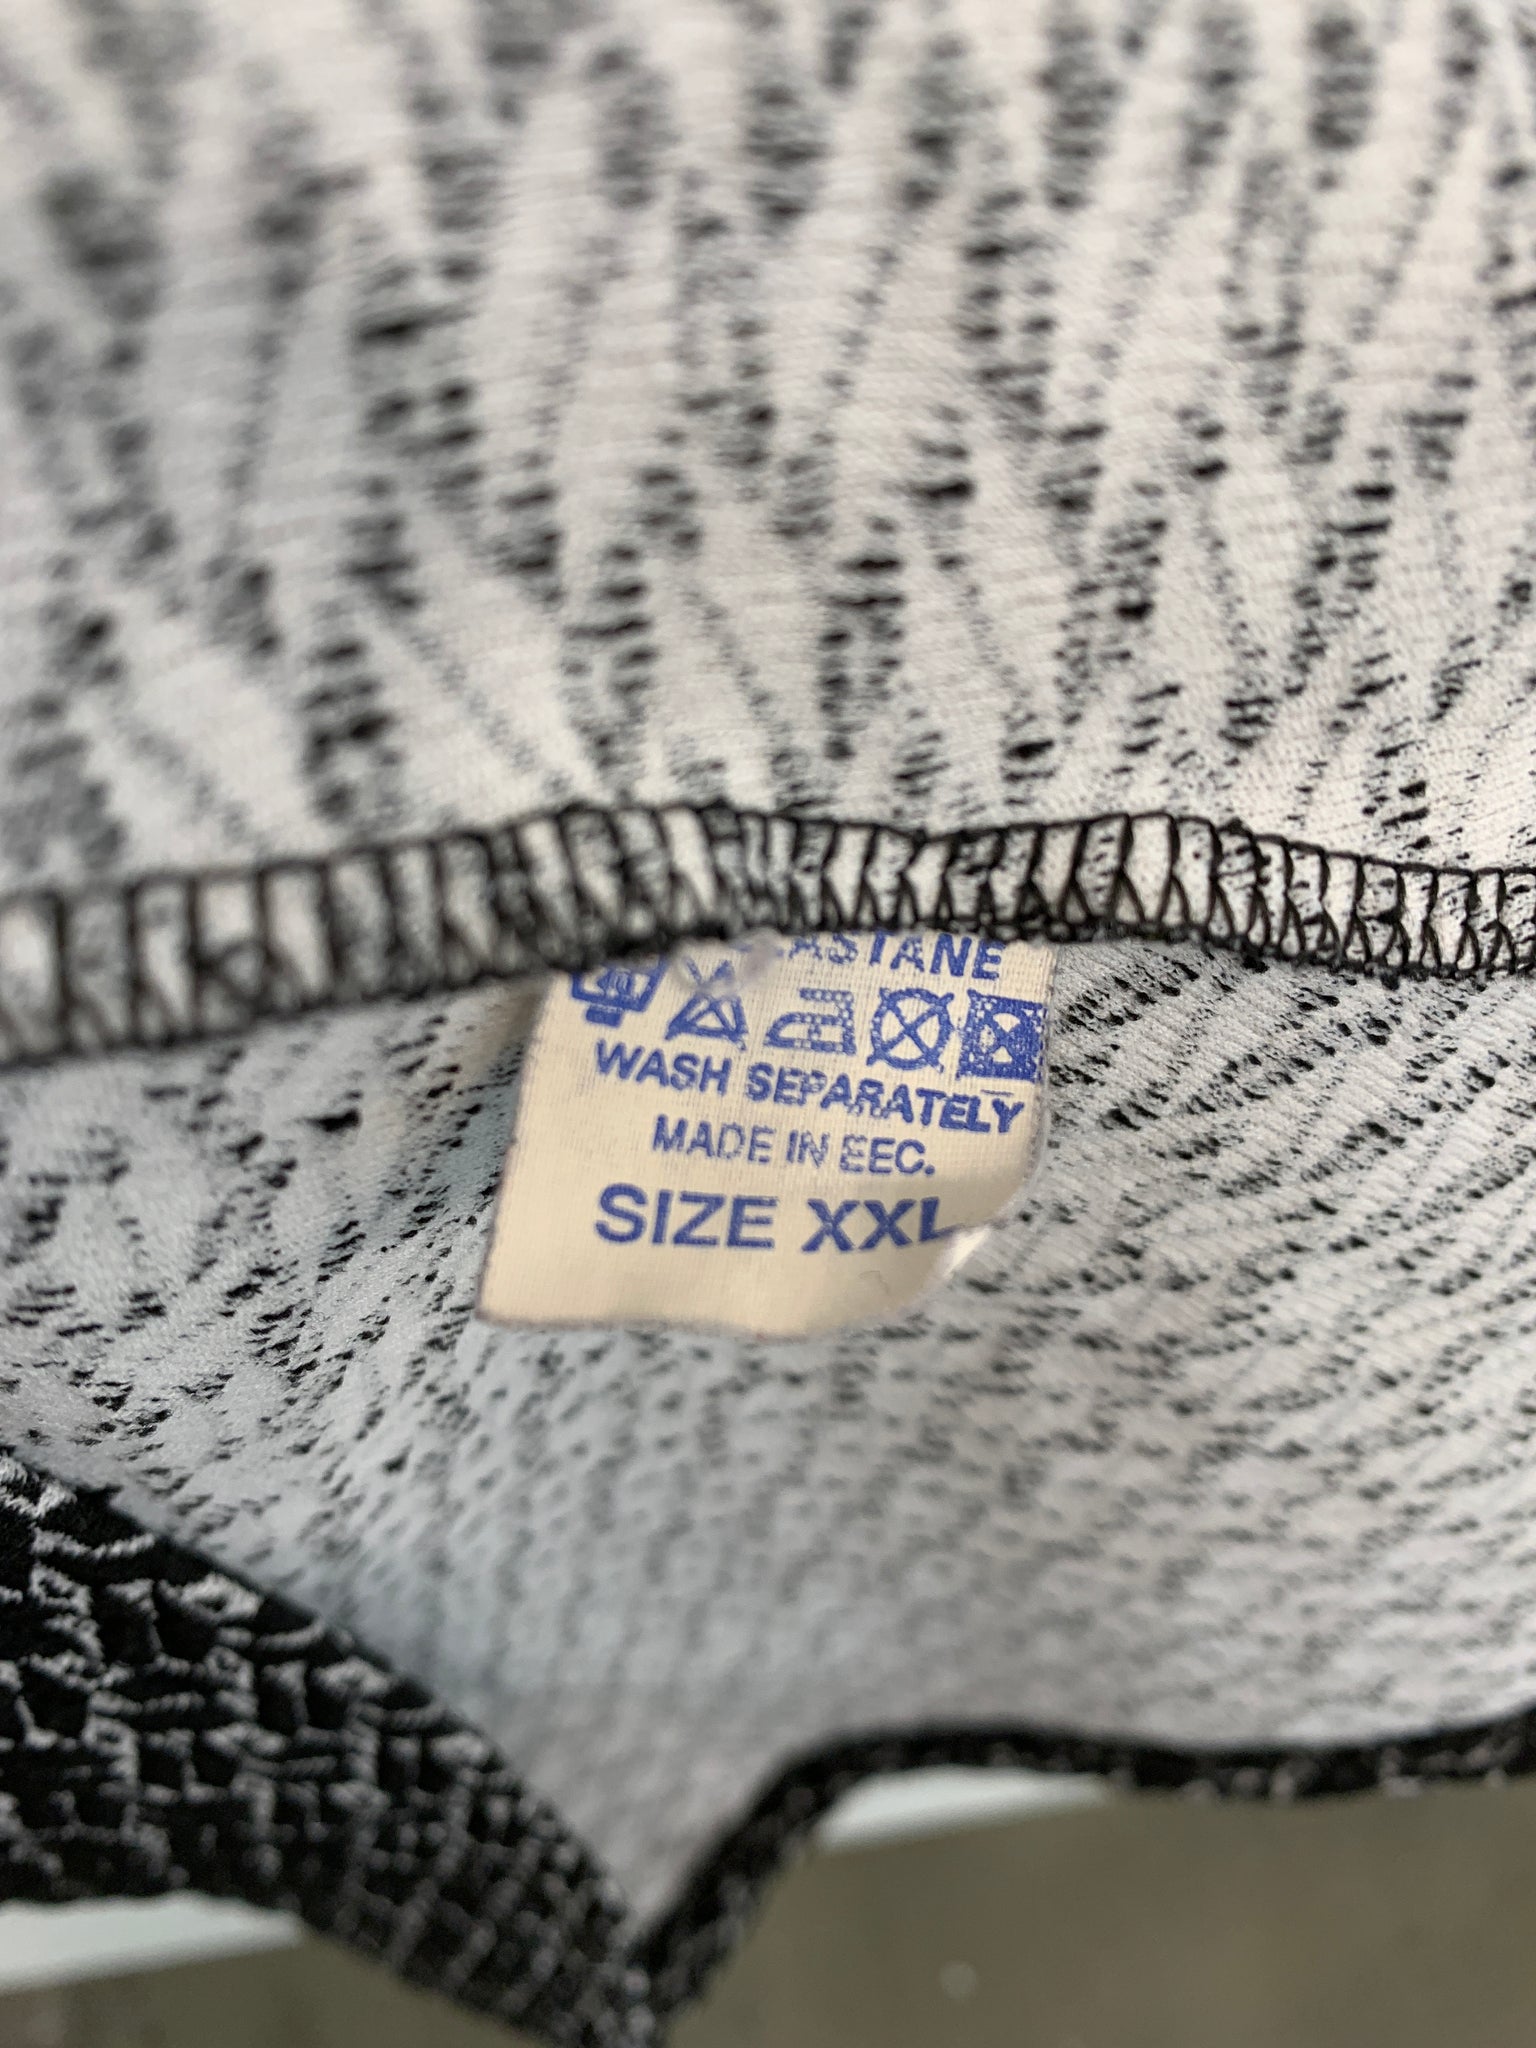 WASH SEPARATELY
MADE IN EEC.
SIZE XXL